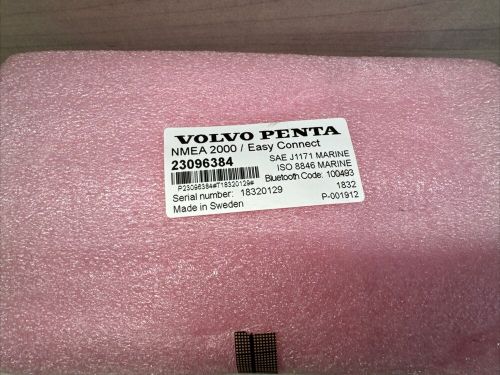 VOLVO PENTA
NMEA 2000 / Easy Connect
23096384
SAE J1171 MARINE
ISO 8846 MARINE
P23096384#T18320129#
Bluetooth Code: 100493
Serial number: 18320129
1832
Made in Sweden
P-001912